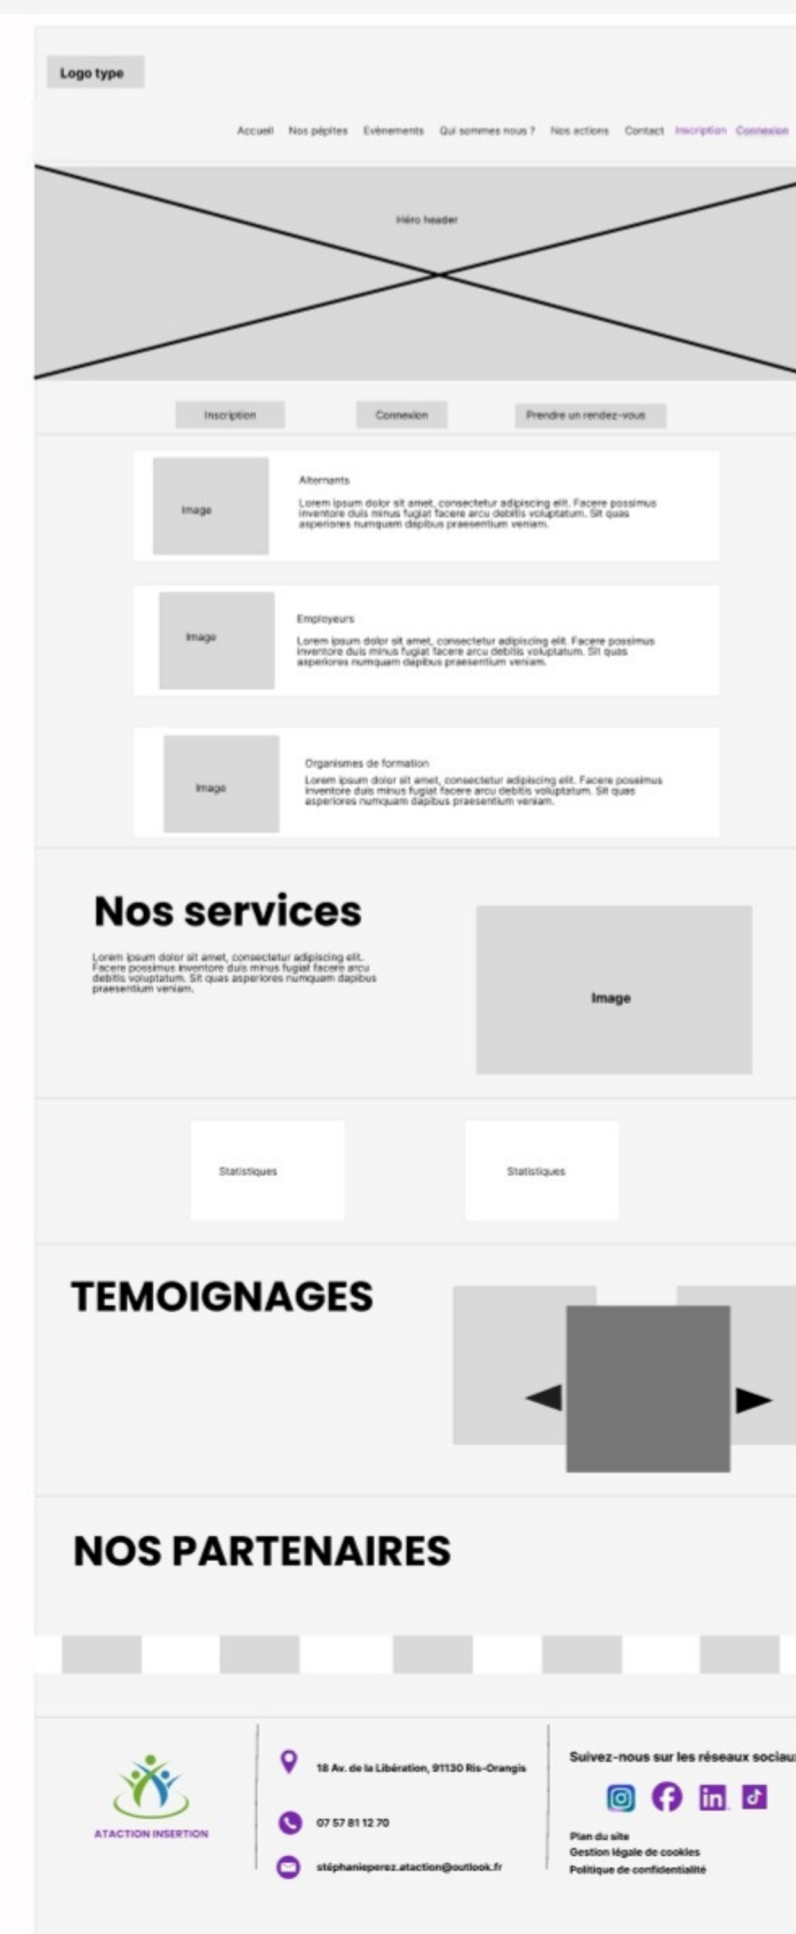 Logo type
Accueil Nos pépites Evènements Qui sommes nous ? Nos actions Contact Inscription Connexion
Héro header
Inscription Connexion Prendre un rendez-vous
Image
Alternants
Lorem ipsum dolor sit amet, consectetur adipiscing elit. Facere possimus
inventore duis minus fugiat facere arcu debitis voluptatum. Sit quas
asperiores numquam dapibus praesentium veniam.
Image
Employeurs
Lorem ipsum dolor sit amet, consectetur adipiscing elit. Facere possimus
inventore duis minus fugiat facere arcu debitis voluptatum. Sit quas
asperiores numquam dapibus praesentium veniam.
Image
Organismes de formation
Lorem ipsum dolor sit amet, consectetur adipiscing elit. Facere possimus
inventore duis minus fugiat facere arcu debitis voluptatum. Sit quas
asperiores numquam dapibus praesentium veniam.
Nos services
Lorem ipsum dolor sit amet, consectetur adipiscing elit.
Facere possimus inventore duis minus fugiat facere arcu
debitis voluptatum. Sit quas asperiores numquam dapibus
praesentium veniam.
Image
Statistiques Statistiques
TEMOIGNAGES
NOS PARTENAIRES
ATACTION INSERTION
18 Av. de la Libération, 91130 Ris-Orangis
07 57 81 12 70
stéphanieperez.ataction@outlook.fr
Suivez-nous sur les réseaux sociaux
in
Plan du site
Gestion légale de cookies
Politique de confidentialité